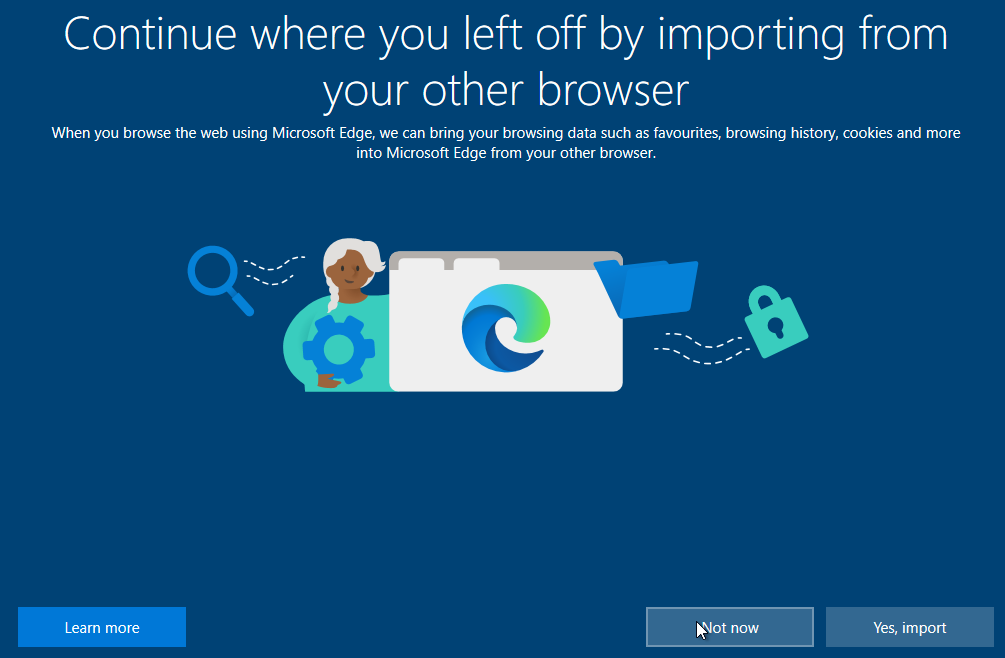 Continue where you left off by importing from
your other browser
When you browse the web using Microsoft Edge, we can bring your browsing data such as favourites, browsing history, cookies and more
into Microsoft Edge from your other browser.
Learn more
Not now
Yes, import